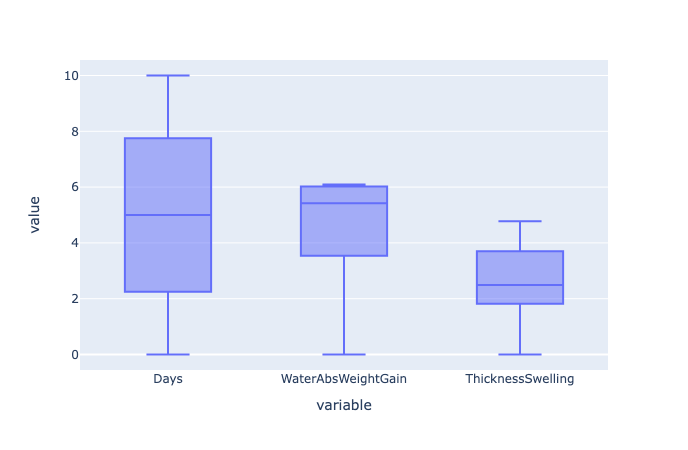 value
10
8
6
4
2
0
Days
WaterAbsWeightGain
ThicknessSwelling
variable